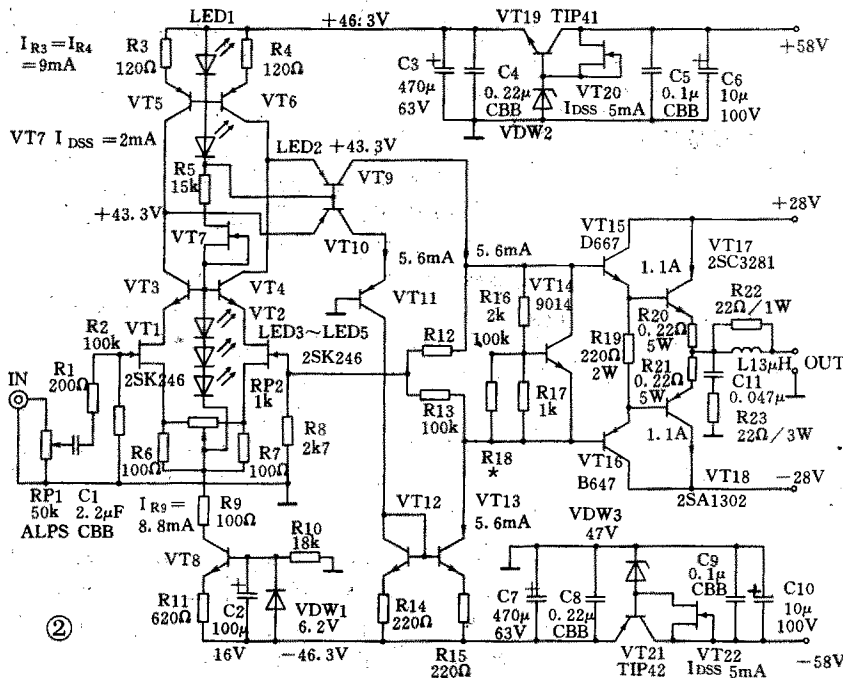 LED1
+46.3V
VT19 TIP41
I R3 = I R4
= 9mA
R3
120Ω
R4
120Ω
+58V
C3
470μ
63V
C4
0.22μ
CBB
VT20
IDSS 5mA
VDW2
C5
0.1μ
CBB
C6
10μ
100V
VT5
VT6
VT7 I DSS = 2mA
LED2 +43.3V
R5
15k
VT9
+43.3V
VT7
VT10
+28V
VT15
D667
VT17
2SC3281
5.6mA
5.6mA
1.1A
VT3
VT4
VT11
R16
2k
VT14
9014
R22
22Ω/1W
R2
100k
VT1
VT2
LED3~LED5
R12
100k
R19
220Ω
2W
R20
0.22Ω
5W
R1
200Ω
2SK246
2SK246
L13μH OUT
IN
RP2
1k
R13
100k
R17
1k
R21
0.22Ω
5W
C11
0.047μ
R6
100Ω
R7
100Ω
R8
2k7
R18
*
1.1A
R23
22Ω/3W
RP1
50k
ALPS
C1
2.2μF
CBB
VT16
B647
VT18
2SA1302
-28V
I R9 =
8.8mA
R9
100Ω
VT12
VT13
5.6mA
VDW3
47V
VT8
R10
18k
C9
0.1μ
CBB
C7
470μ
63V
C8
0.22μ
CBB
C10
10μ
100V
②
R11
620Ω
C2
100μ
16V
VDW1
6.2V
R14
220Ω
-46.3V
R15
220Ω
VT21
TIP42
VT22
IDSS 5mA
-58V